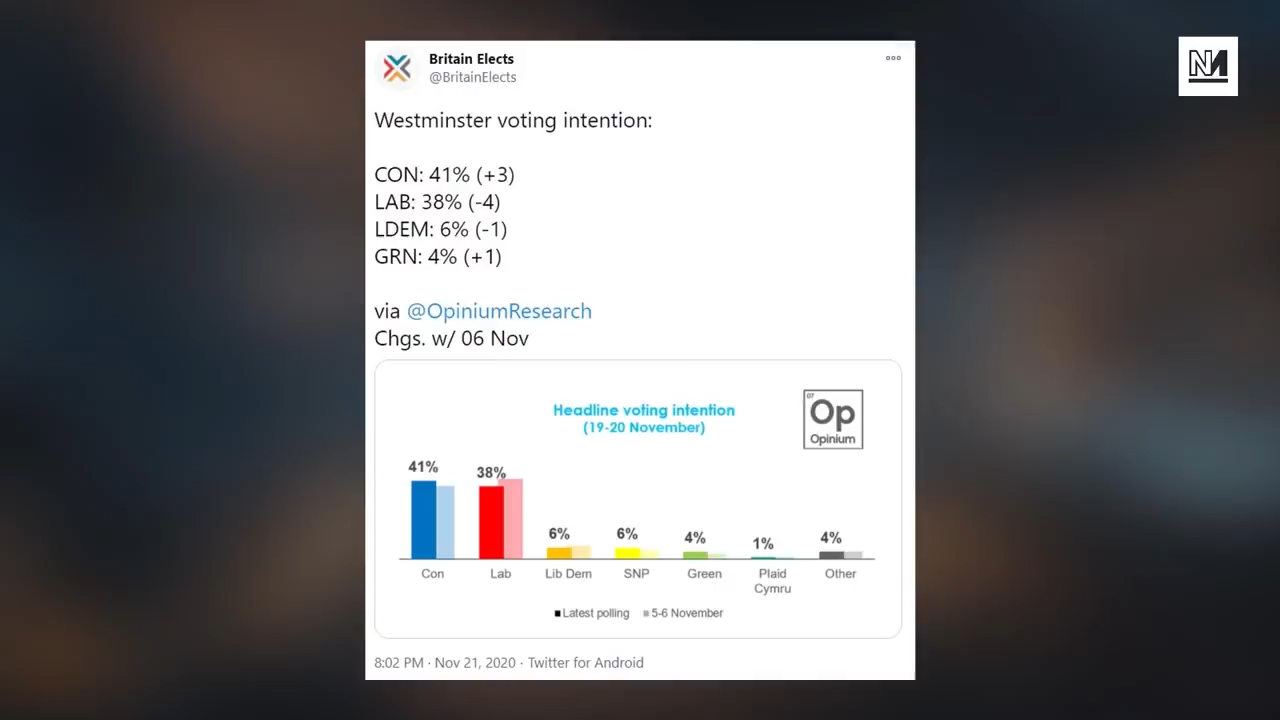 Britain Elects
@BritainElects
NM
Westminster voting intention:
CON: 41% (+3)
LAB: 38% (-4)
LDEM: 6% (-1)
GRN: 4% (+1)
via @OpiniumResearch
Chgs. w/ 06 Nov
Headline voting intention
(19-20 November)
07
Op
Opinium
41% 38% 6% 6% 4% 1% 4%
Con Lab Lib Dem SNP Green Plaid Cymru Other
Latest polling 5-6 November
8:02 PM · Nov 21, 2020 · Twitter for Android